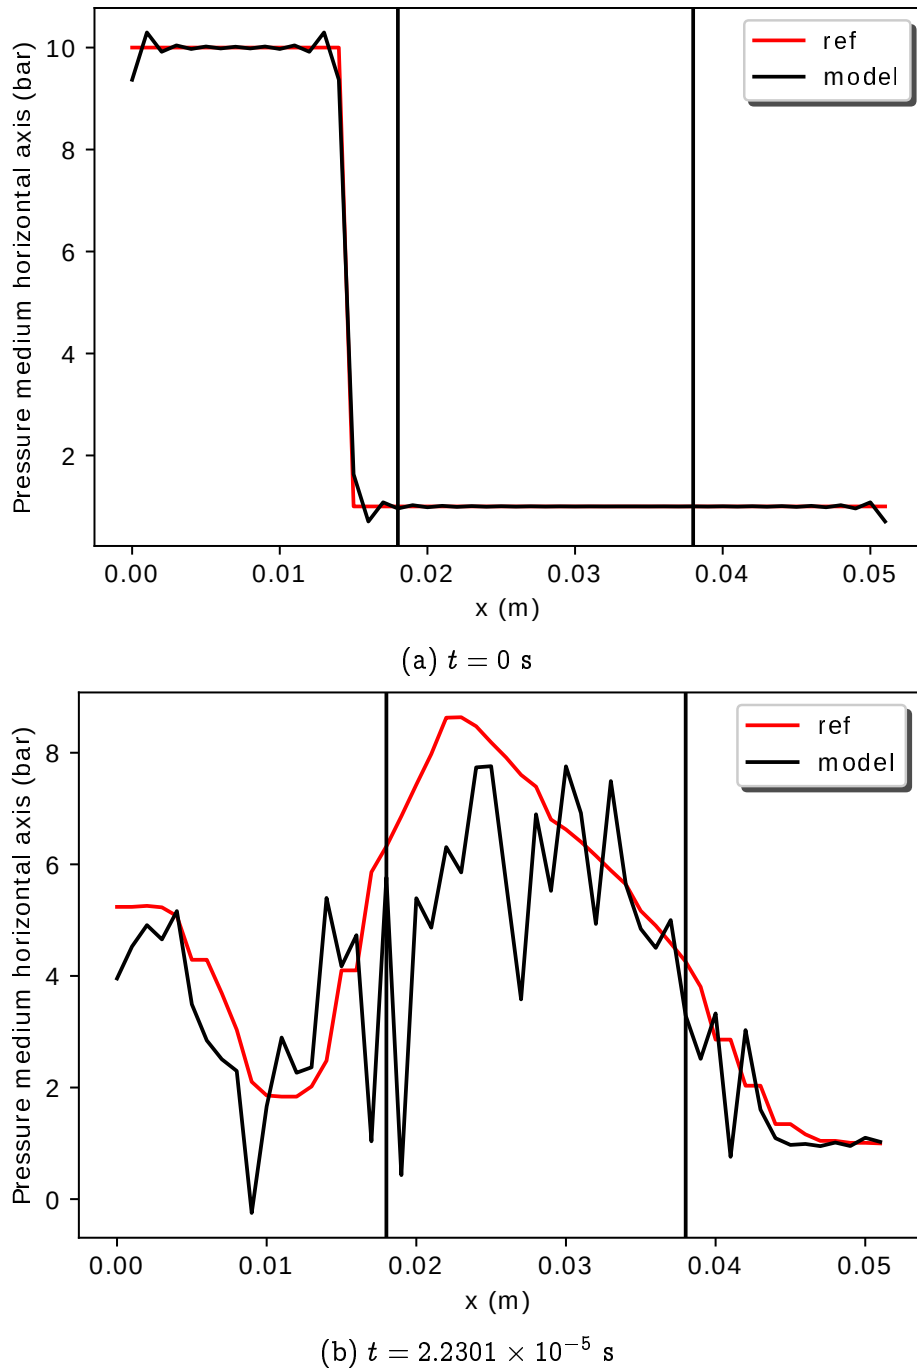 Pressure medium horizontal axis (bar)
10
8
6
4
2
ref
model
0.00 0.01 0.02 0.03 0.04 0.05
x (m)
(a) t = 0 s
Pressure medium horizontal axis (bar)
8
6
4
2
0
ref
model
0.00 0.01 0.02 0.03 0.04 0.05
x (m)
(b) t = 2.2301 × 10⁻⁵ s